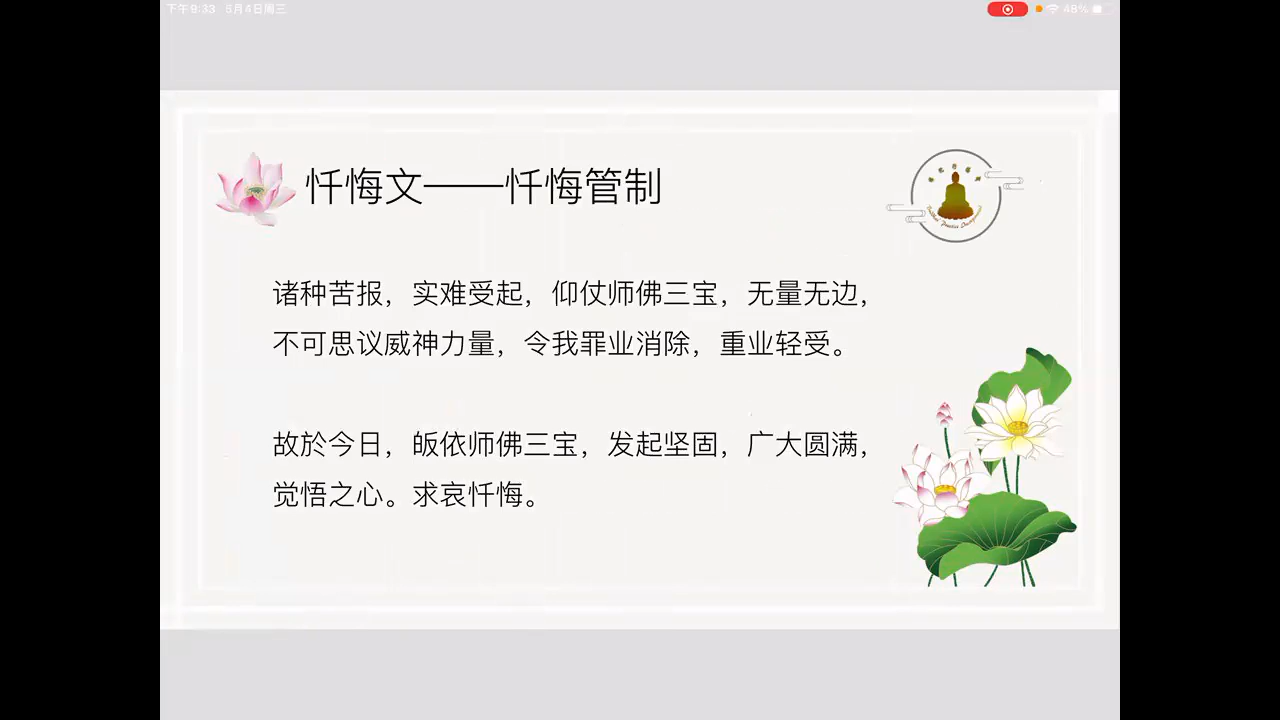 下午9:33 5月4日周三
48%
忏悔文——忏悔管制
诸种苦报，实难受起，仰仗师佛三宝，无量无边，
不可思议威神力量，令我罪业消除，重业轻受。
故於今日，皈依师佛三宝，发起坚固，广大圆满，
觉悟之心。求哀忏悔。